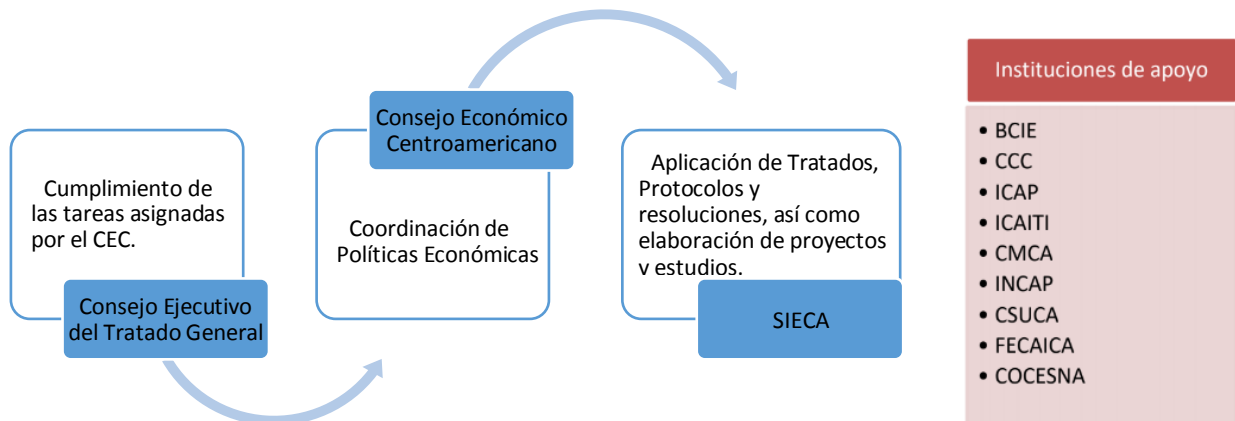 Cumplimiento de
las tareas asignadas
por el CEC.
Consejo Ejecutivo
del Tratado General
Consejo Económico
Centroamericano
Coordinación de
Políticas Económicas
Aplicación de Tratados,
Protocolos y
resoluciones, así como
elaboración de proyectos
y estudios.
SIECA
Instituciones de apoyo
• BCIE
• CCC
• ICAP
• ICAITI
• CMCA
• INCAP
• CSUCA
• FECAICA
• COCESNA